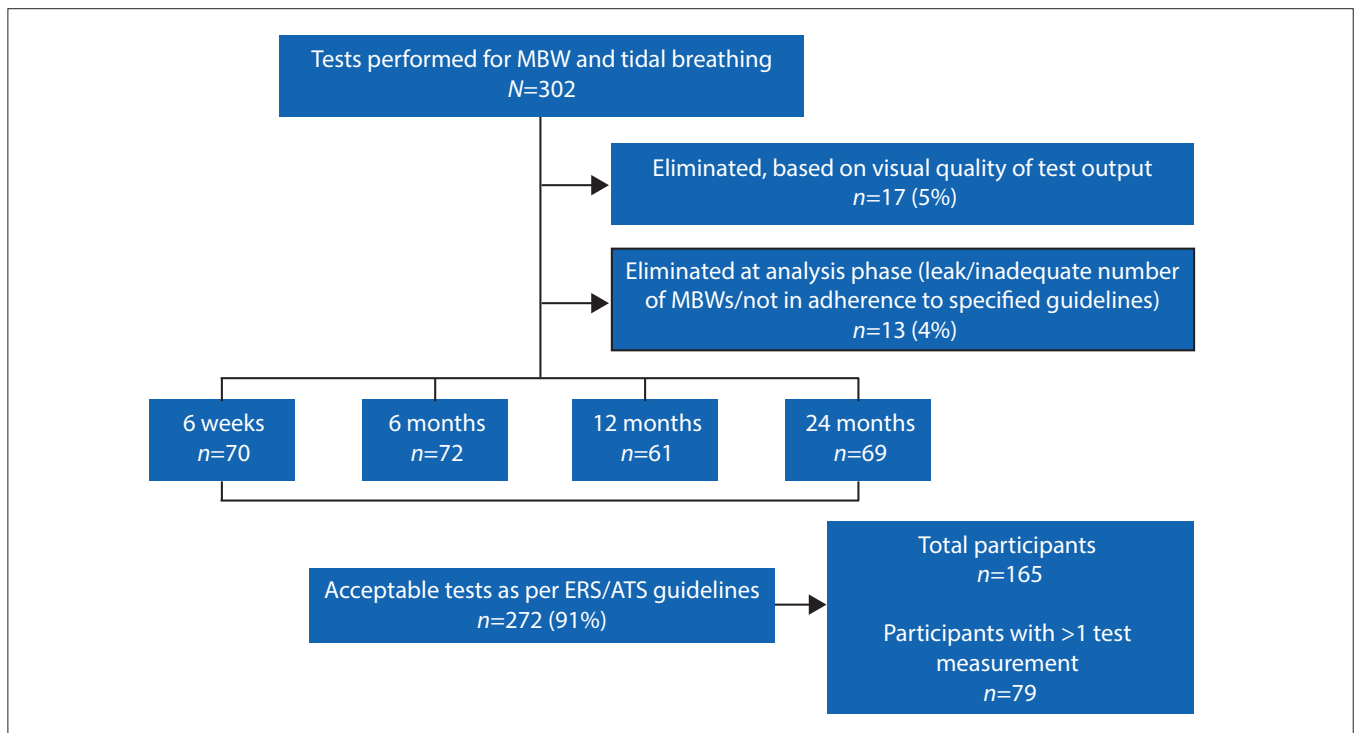 Tests performed for MBW and tidal breathing
N=302
Eliminated, based on visual quality of test output
n=17 (5%)
Eliminated at analysis phase (leak/inadequate number
of MBWs/not in adherence to specified guidelines)
n=13 (4%)
6 weeks
n=70
6 months
n=72
12 months
n=61
24 months
n=69
Acceptable tests as per ERS/ATS guidelines
n=272 (91%)
Total participants
n=165
Participants with >1 test
measurement
n=79